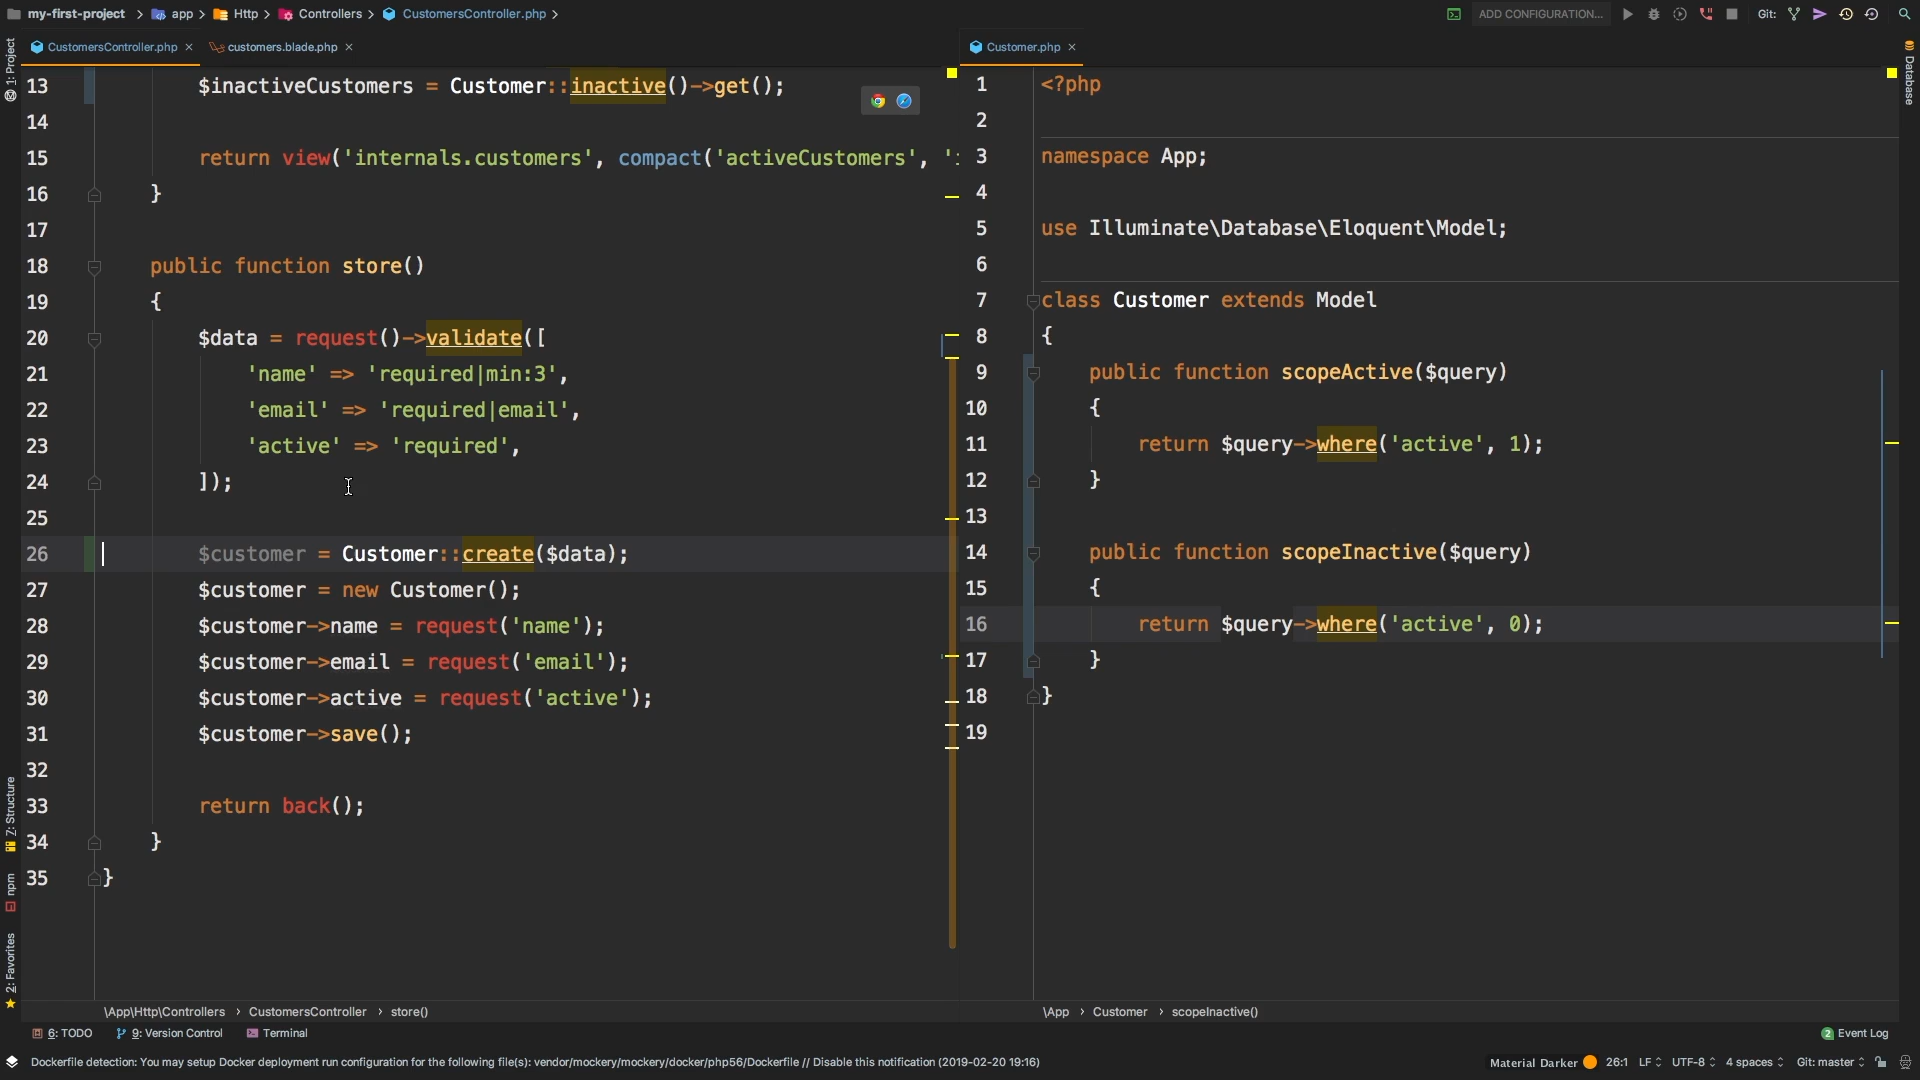 my-first-project > app > Http > Controllers > CustomersController.php >
ADD CONFIGURATION...
Git:
CustomersController.php ×
customers.blade.php ×
Customer.php ×
1: Project
Database
13 $inactiveCustomers = Customer::inactive()->get();
14
15 return view('internals.customers', compact('activeCustomers', '
16 }
17
18 public function store()
19 {
20 $data = request()->validate([
21 'name' => 'required|min:3',
22 'email' => 'required|email',
23 'active' => 'required',
24 ]);
25
26 $customer = Customer::create($data);
27 $customer = new Customer();
28 $customer->name = request('name');
29 $customer->email = request('email');
30 $customer->active = request('active');
31 $customer->save();
32
33 return back();
34 }
35 }
1 <?php
2
3 namespace App;
4
5 use Illuminate\Database\Eloquent\Model;
6
7 class Customer extends Model
8 {
9 public function scopeActive($query)
10 {
11 return $query->where('active', 1);
12 }
13
14 public function scopeInactive($query)
15 {
16 return $query->where('active', 0);
17 }
18 }
19
Z: Structure
npm
2: Favorites
\App\Http\Controllers > CustomersController > store()
\App > Customer > scopeInactive()
6: TODO
9: Version Control
Terminal
2 Event Log
Dockerfile detection: You may setup Docker deployment run configuration for the following file(s): vendor/mockery/mockery/docker/php56/Dockerfile // Disable this notification (2019-02-20 19:16)
Material Darker 26:1 LF UTF-8 4 spaces Git: master